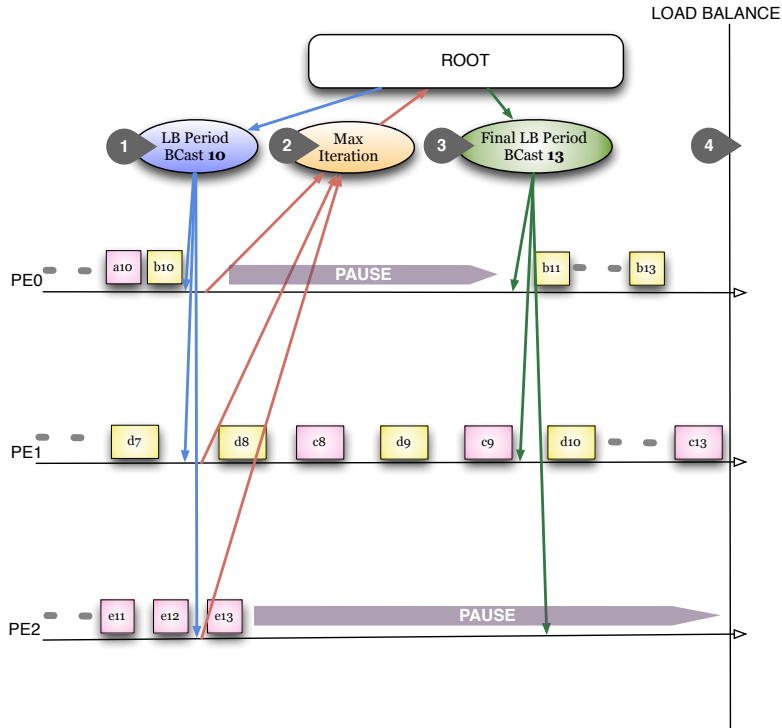 LOAD BALANCE
ROOT
1
LB Period
BCast 10
2
Max
Iteration
3
Final LB Period
BCast 13
4
PE0
a10
b10
PAUSE
b11
b13
PE1
d7
d8
c8
d9
c9
d10
c13
PE2
e11
e12
e13
PAUSE